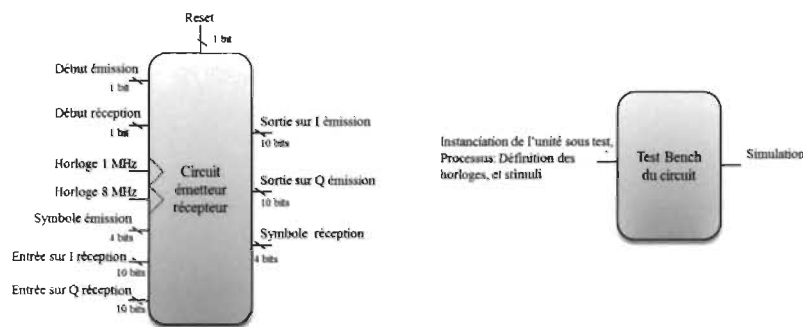 Reset
1 bit
Début émission
1 bit
Début réception
1 bit
Horloge 1 MHz
Horloge 8 MHz
Symbole émission
4 bits
Entrée sur I réception
10 bits
Entrée sur Q réception
10 bits
Circuit
émetteur
récepteur
Sortie sur I émission
10 bits
Sortie sur Q émission
10 bits
Symbole réception
4 bits
Instanciation de l'unité sous test,
Processus: Définition des
horloges, et stimuli
Test Bench
du circuit
Simulation